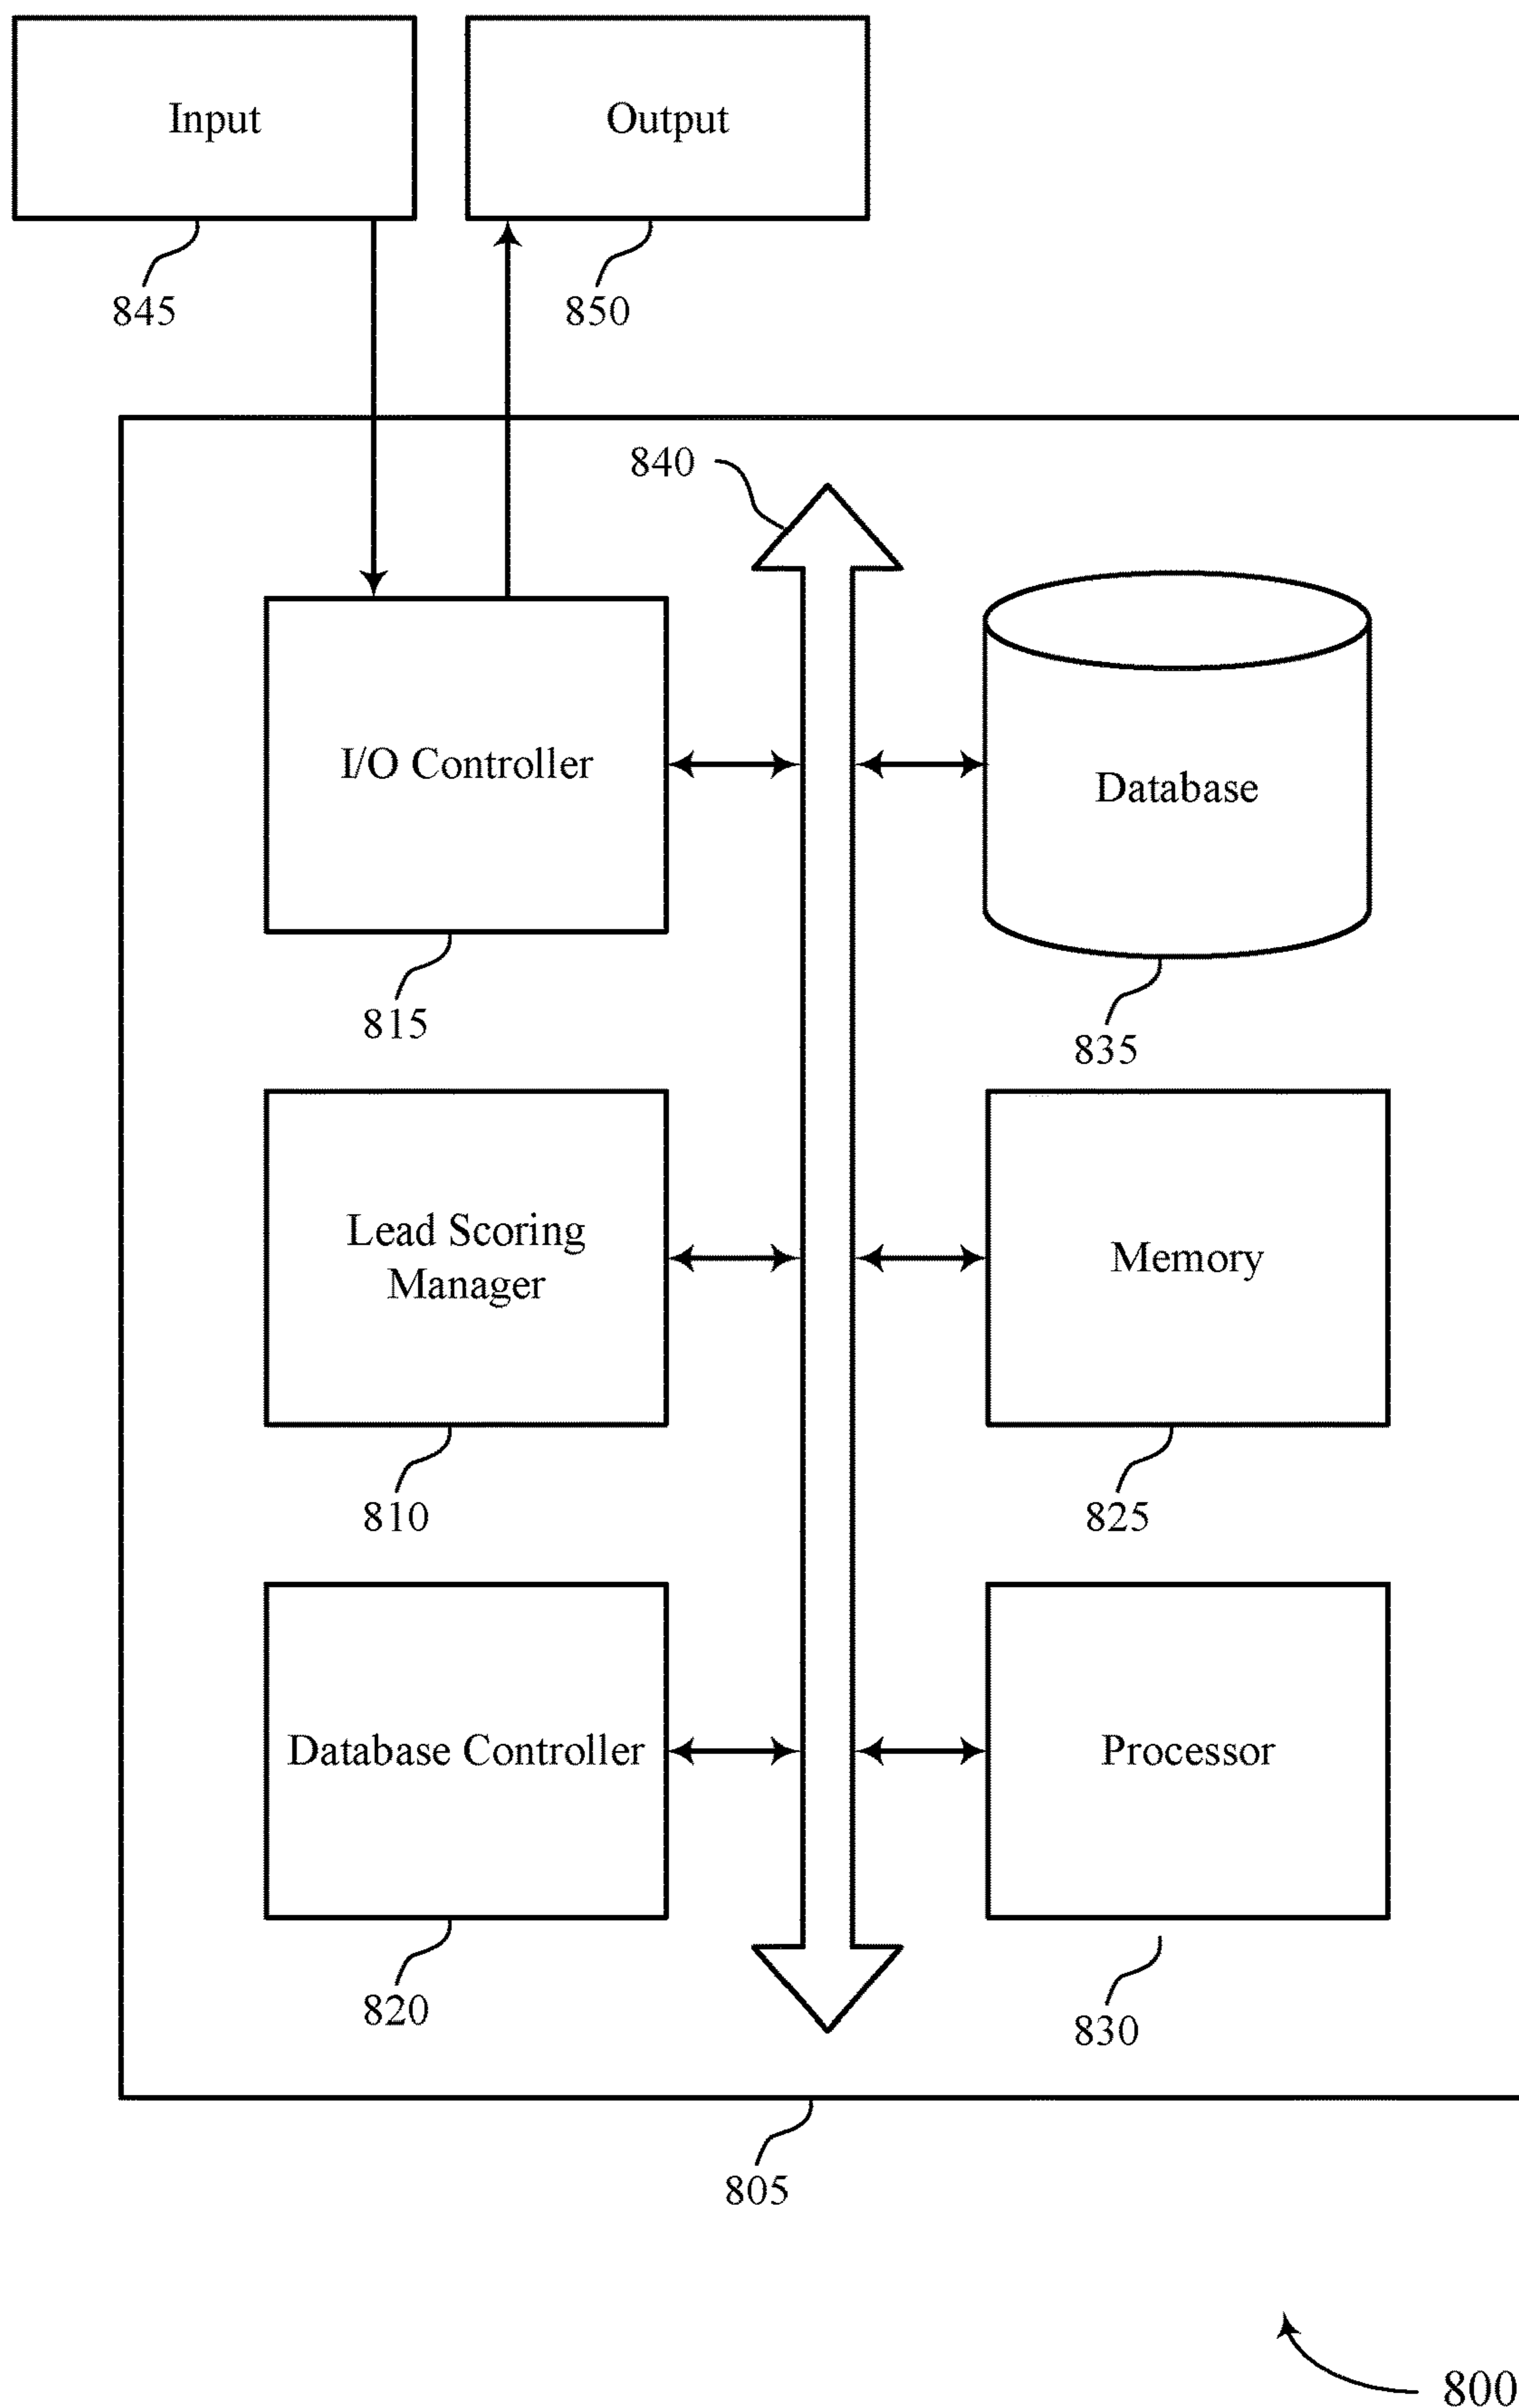 Input
Output
845
850
840
I/O Controller
Database
815
835
Lead Scoring
Manager
Memory
810
825
Database Controller
Processor
820
830
805
800